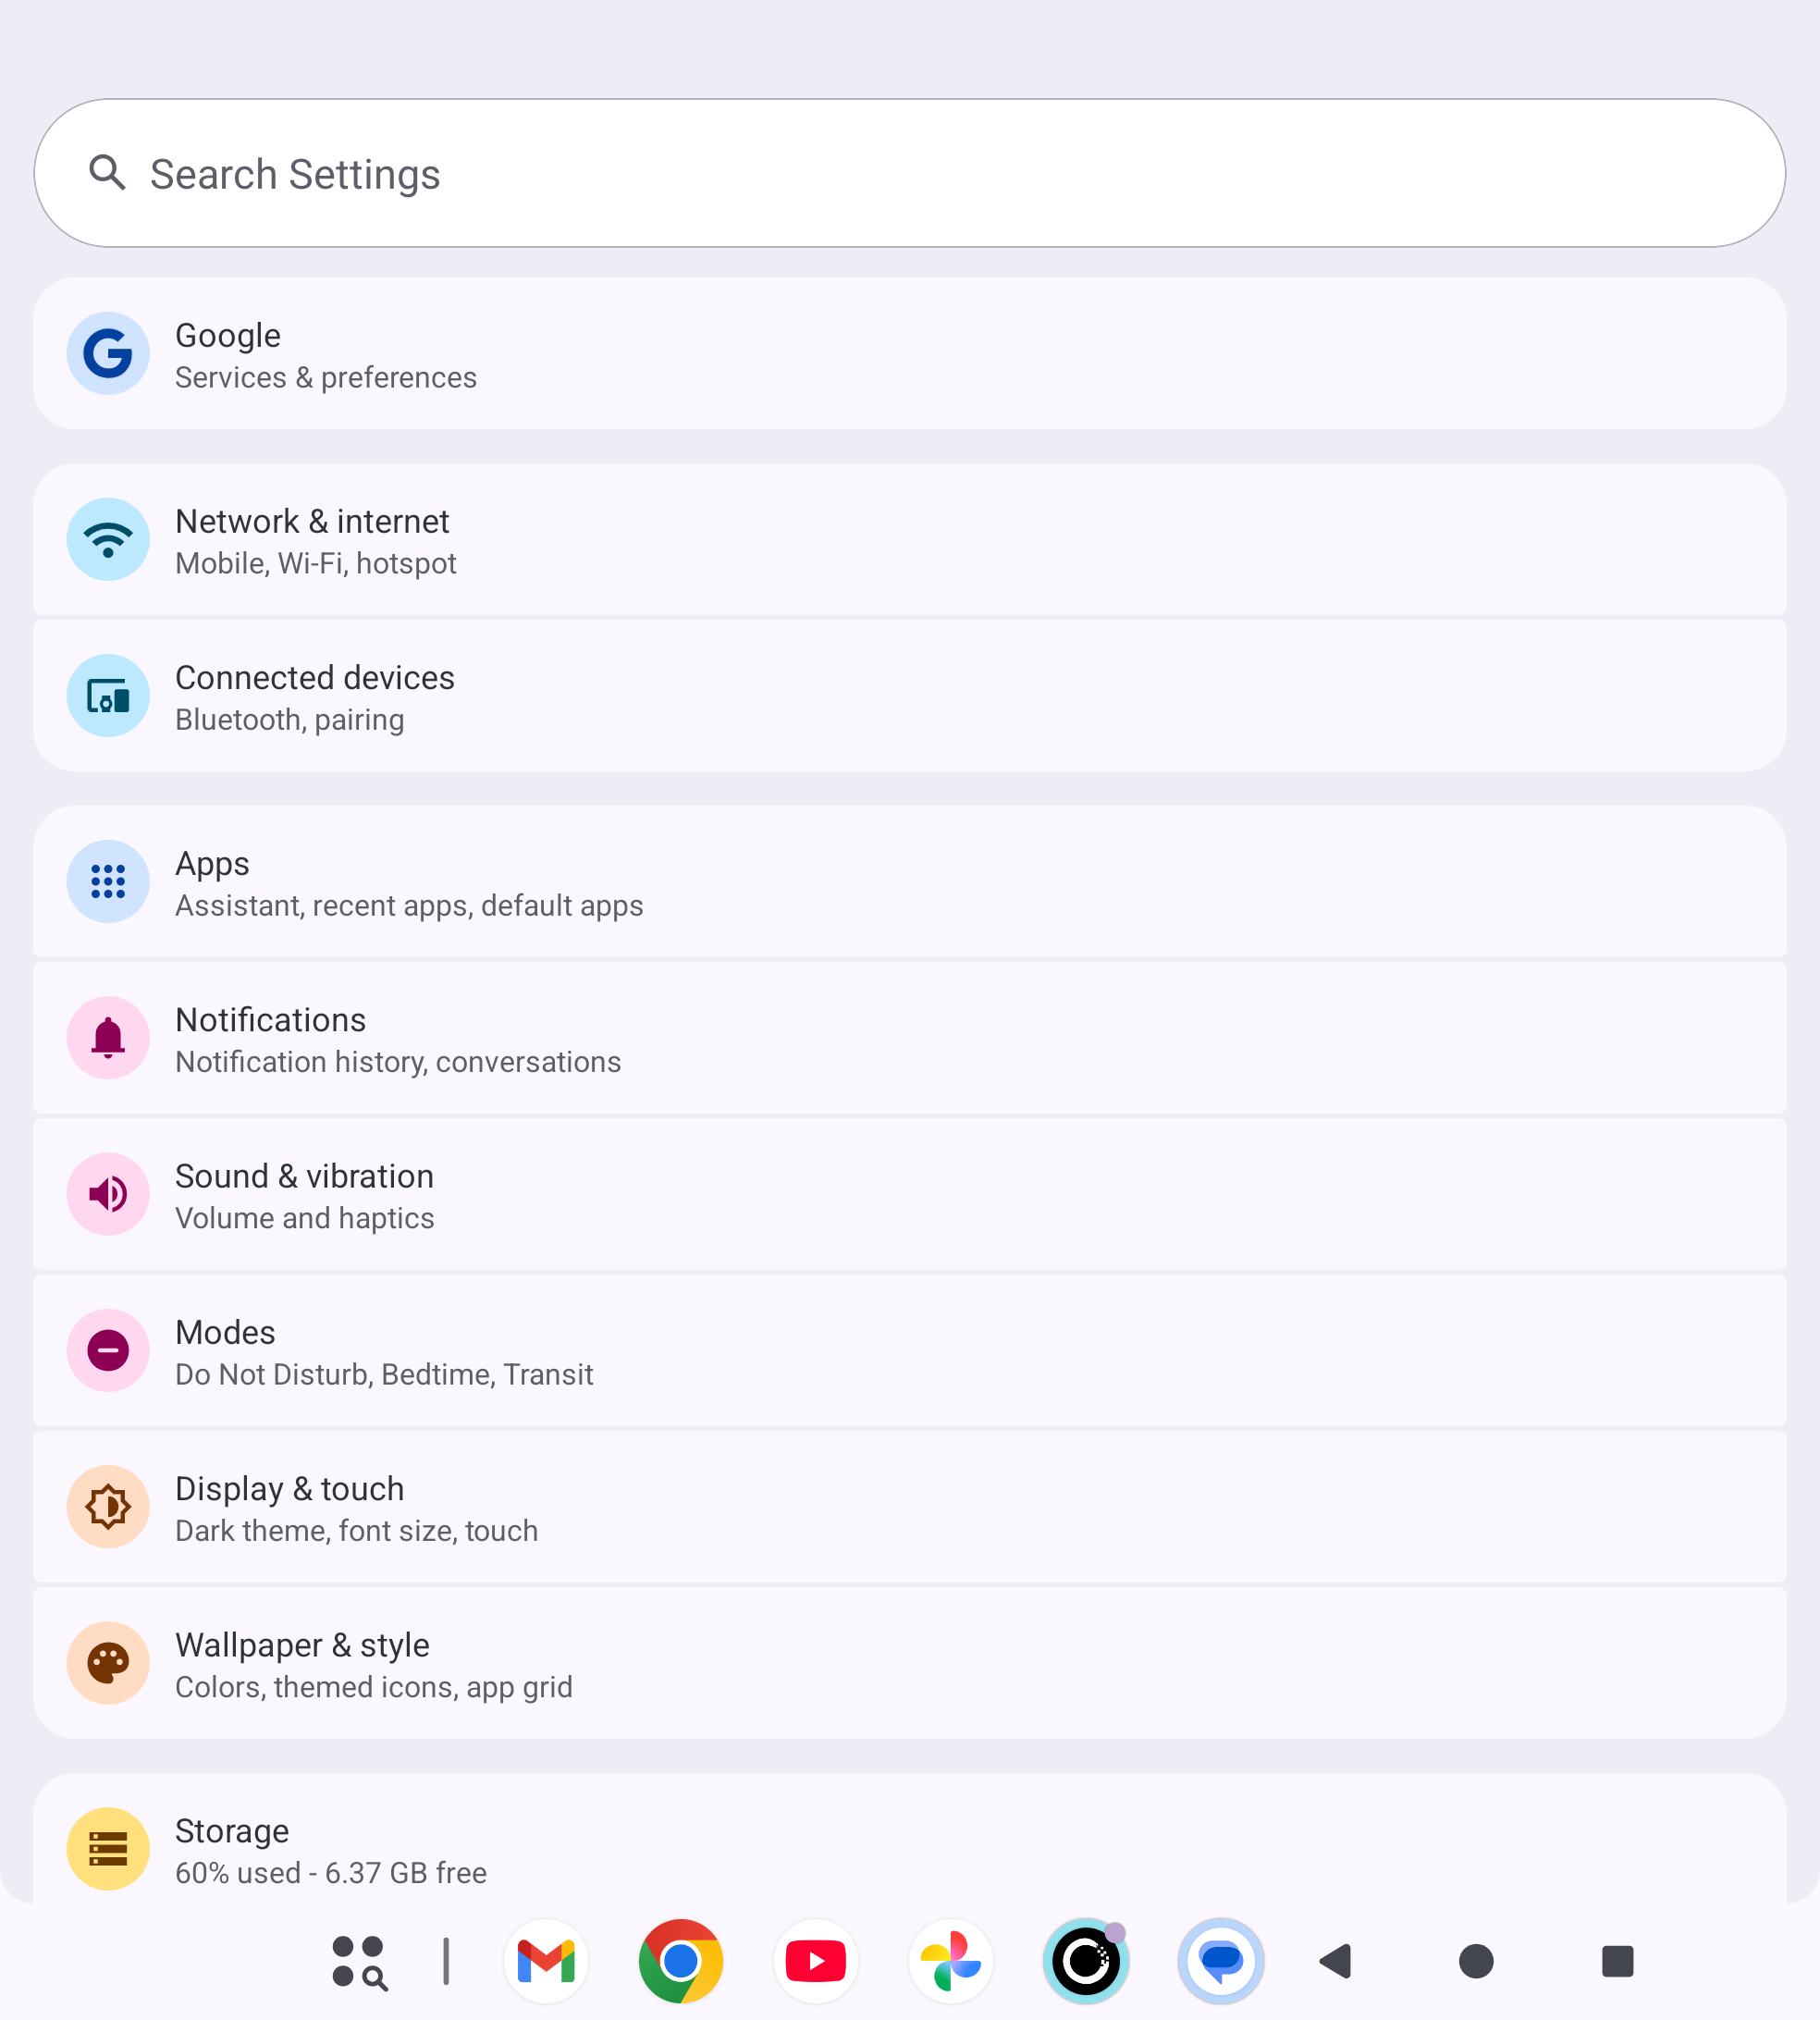 Search Settings
Google
Services & preferences
Network & internet
Mobile, Wi-Fi, hotspot
Connected devices
Bluetooth, pairing
Apps
Assistant, recent apps, default apps
Notifications
Notification history, conversations
Sound & vibration
Volume and haptics
Modes
Do Not Disturb, Bedtime, Transit
Display & touch
Dark theme, font size, touch
Wallpaper & style
Colors, themed icons, app grid
Storage
60% used - 6.37 GB free